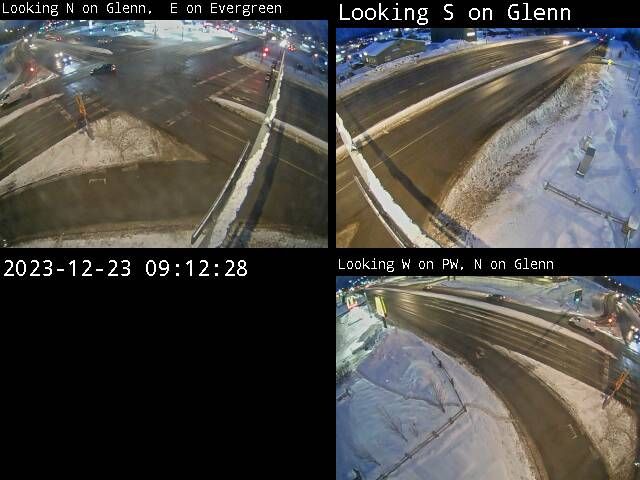 Looking N on Glenn,  E on Evergreen
Looking S on Glenn
2023-12-23 09:12:28
Looking W on PW, N on Glenn